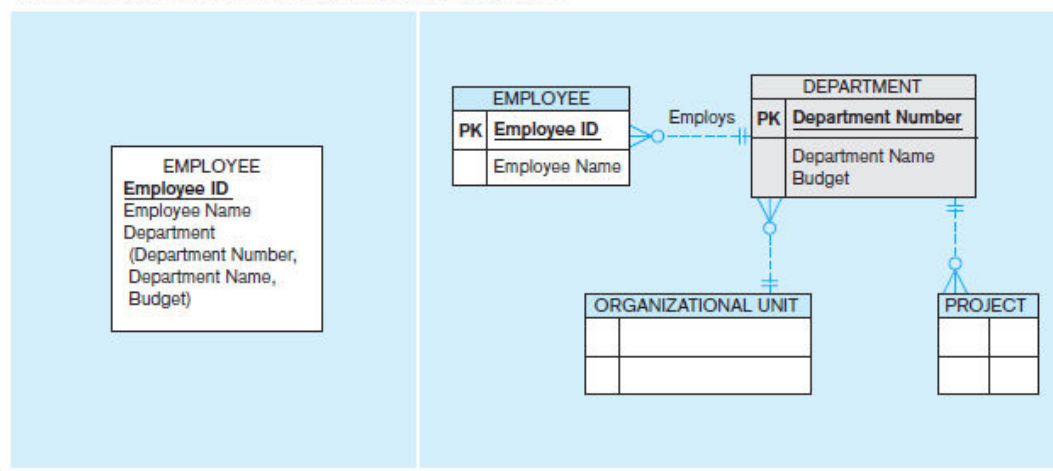 EMPLOYEE
Employee ID
Employee Name
Department
(Department Number,
Department Name,
Budget)
EMPLOYEE
PK Employee ID
Employee Name
Employs
DEPARTMENT
PK Department Number
Department Name
Budget
ORGANIZATIONAL UNIT
PROJECT